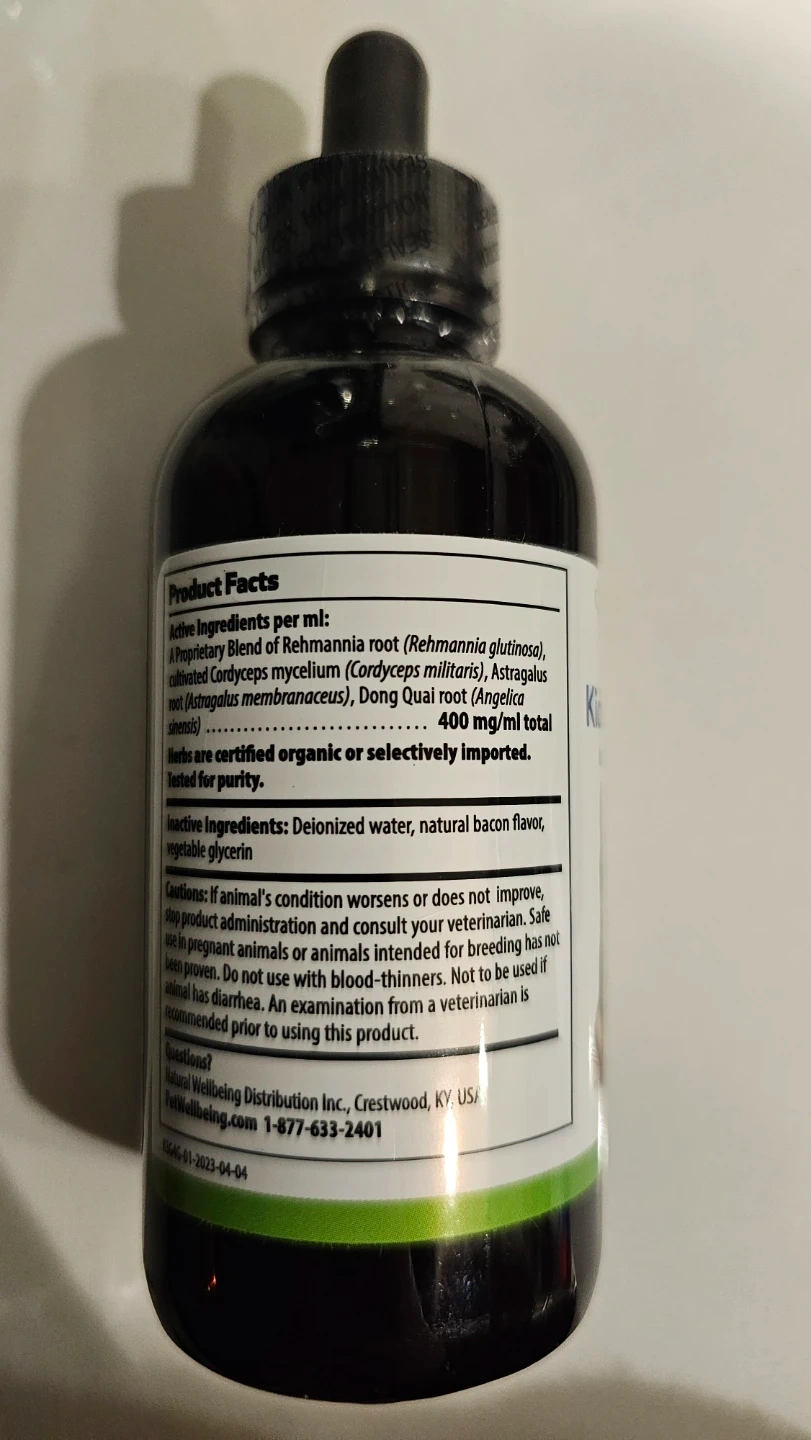 Product Facts
Active Ingredients per ml:
A Proprietary Blend of Rehmannia root (Rehmannia glutinosa),
cultivated Cordyceps mycelium (Cordyceps militaris), Astragalus
root (Astragalus membranaceus), Dong Quai root (Angelica
sinensis) ............................ 400 mg/ml total
Herbs are certified organic or selectively imported.
Tested for purity.
Inactive Ingredients: Deionized water, natural bacon flavor,
vegetable glycerin
Cautions: If animal's condition worsens or does not improve,
stop product administration and consult your veterinarian. Safe
use in pregnant animals or animals intended for breeding has not
been proven. Do not use with blood-thinners. Not to be used if
animal has diarrhea. An examination from a veterinarian is
recommended prior to using this product.
Questions?
Natural Wellbeing Distribution Inc., Crestwood, KY, USA
PetWellbeing.com 1-877-633-2401